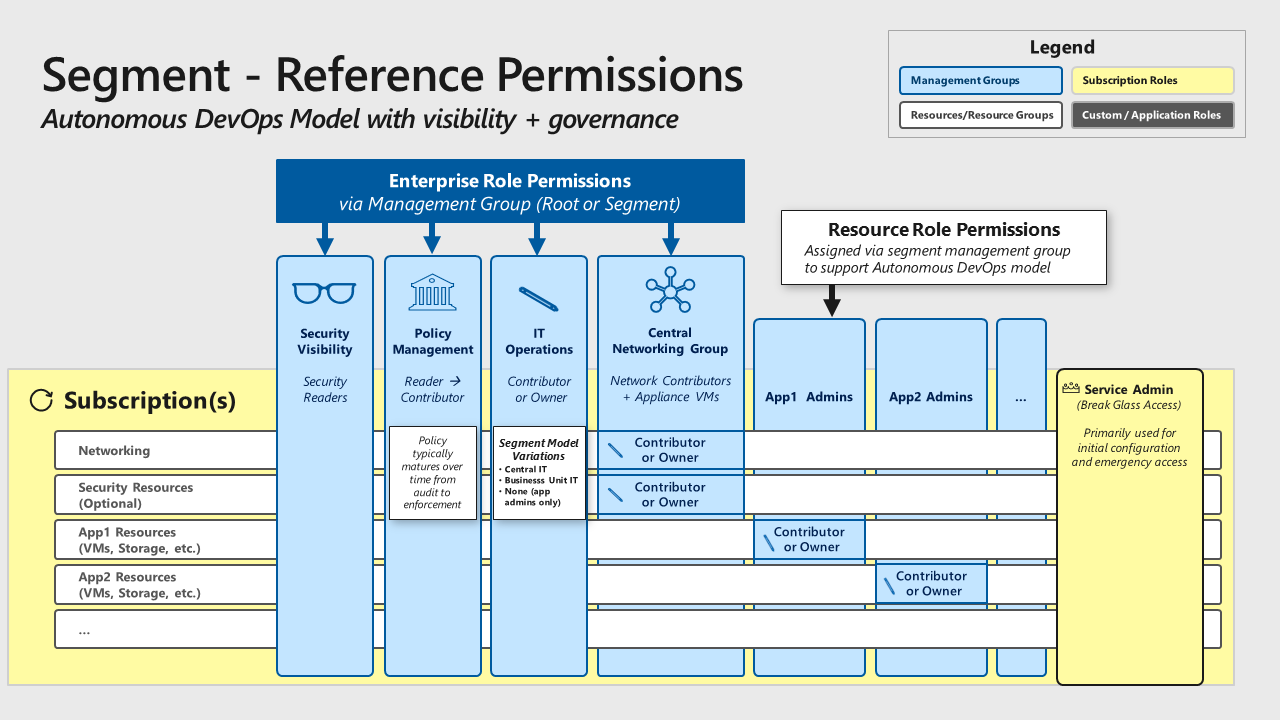 Segment - Reference Permissions
Autonomous DevOps Model with visibility + governance
Legend
Management Groups
Subscription Roles
Resources/Resource Groups
Custom / Application Roles
Enterprise Role Permissions
via Management Group (Root or Segment)
Resource Role Permissions
Assigned via segment management group
to support Autonomous DevOps model
Security
Visibility
Security
Readers
Policy
Management
Reader →
Contributor
Policy
typically
matures over
time from
audit to
enforcement
IT
Operations
Contributor
or Owner
Segment Model
Variations
• Central IT
• Businesss Unit IT
• None (app
admins only)
Central
Networking Group
Network Contributors
+ Appliance VMs
Contributor
or Owner
Contributor
or Owner
App1 Admins
Contributor
or Owner
App2 Admins
Contributor
or Owner
...
Service Admin
(Break Glass Access)
Primarily used for
initial configuration
and emergency access
Subscription(s)
Networking
Security Resources
(Optional)
App1 Resources
(VMs, Storage, etc.)
App2 Resources
(VMs, Storage, etc.)
...